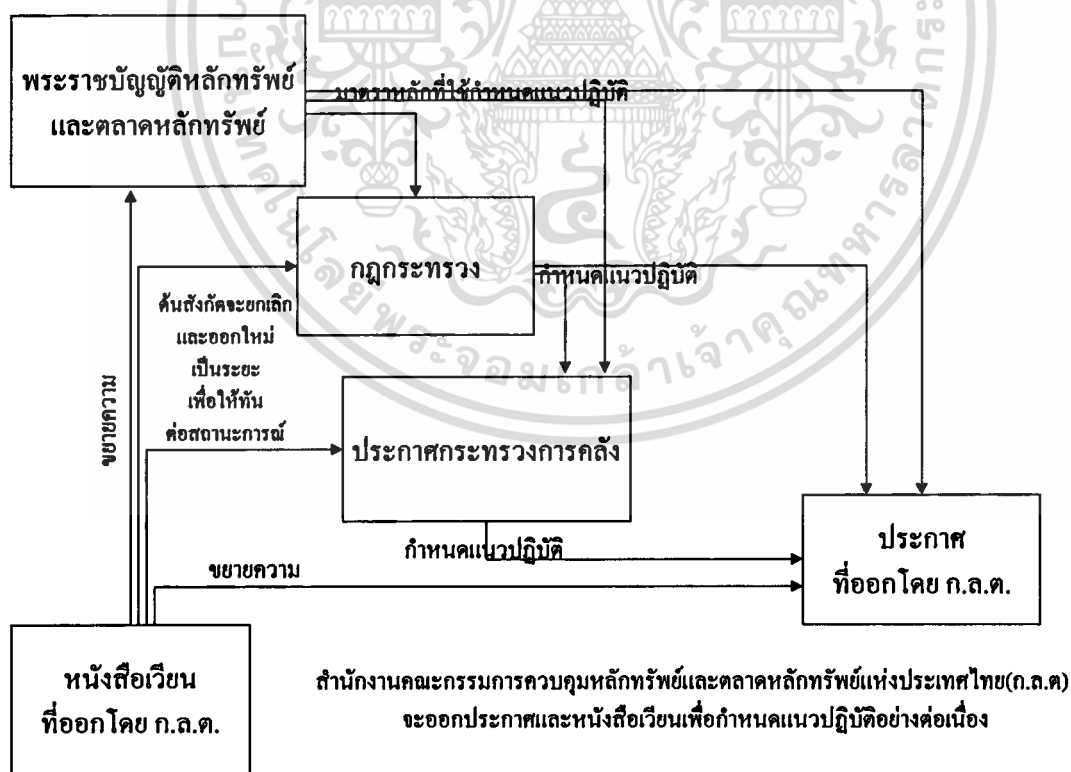 พระราชบัญญัติหลักทรัพย์
และตลาดหลักทรัพย์
มาตราหลักที่ใช้กำหนดแนวปฏิบัติ
กฎกระทรวง
กำหนดแนวปฏิบัติ
ต้นสังกัดจะยกเลิก
และออกใหม่
เป็นระยะ
เพื่อให้ทัน
ต่อสถานะการณ์
ขยายความ
ประกาศกระทรวงการคลัง
กำหนดแนวปฏิบัติ
ขยายความ
ประกาศ
ที่ออกโดย ก.ล.ต.
หนังสือเวียน
ที่ออกโดย ก.ล.ต.
สำนักงานคณะกรรมการควบคุมหลักทรัพย์และตลาดหลักทรัพย์แห่งประเทศไทย(ก.ล.ต)
จะออกประกาศและหนังสือเวียนเพื่อกำหนดแนวปฏิบัติอย่างต่อเนื่อง